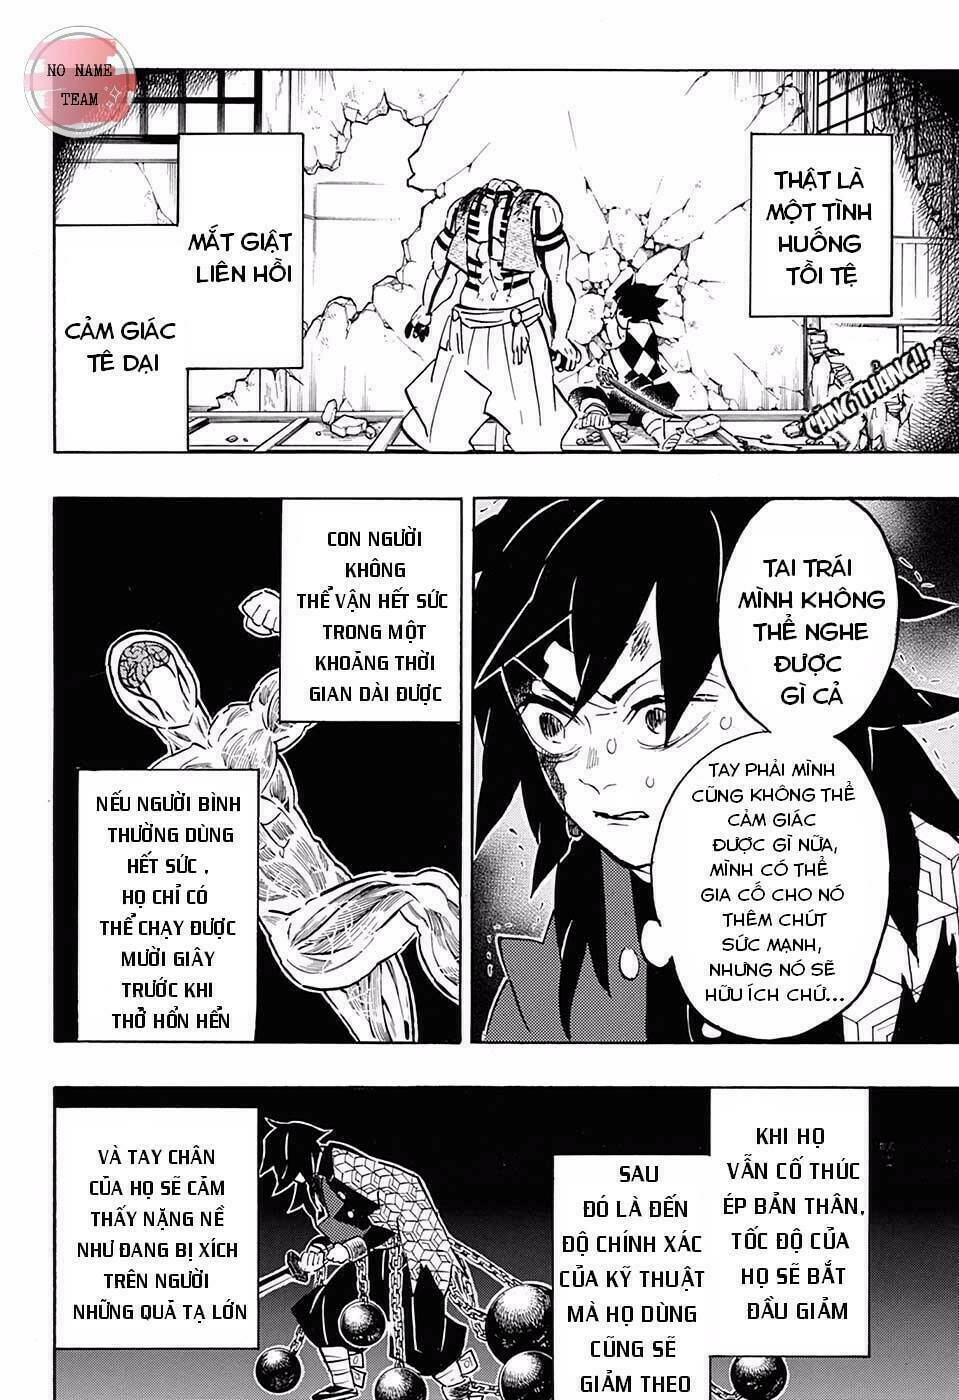 NO NAME
TEAM
THẬT LÀ
MỘT TÌNH
HUỐNG
TỒI TỆ
MẮT GIẬT
LIÊN HỒI
CẢM GIÁC
TÊ DẠI
CĂNG THẲNG!!
TAI TRÁI
MÌNH KHÔNG
THỂ NGHE
ĐƯỢC
GÌ CẢ
TAY PHẢI MÌNH
CŨNG KHÔNG THỂ
CẢM GIÁC
ĐƯỢC GÌ NỮA,
MÌNH CÓ THỂ
GIA CỐ CHO NÓ
THÊM CHÚT
SỨC MẠNH,
NHƯNG NÓ SẼ
HỮU ÍCH CHỨ...
CON NGƯỜI
KHÔNG
THỂ VẬN HẾT SỨC
TRONG MỘT
KHOẢNG THỜI
GIAN DÀI ĐƯỢC
NẾU NGƯỜI BÌNH
THƯỜNG DÙNG
HẾT SỨC ,
HỌ CHỈ CÓ
THỂ CHẠY ĐƯỢC
MƯỜI GIÂY
TRƯỚC KHI
THỞ HỔN HỂN
KHI HỌ
VẪN CỐ THÚC
ÉP BẢN THÂN,
TỐC ĐỘ CỦA
HỌ SẼ BẮT
ĐẦU GIẢM
SAU
ĐÓ LÀ ĐẾN
ĐỘ CHÍNH XÁC
CỦA KỸ THUẬT
MÀ HỌ DÙNG
CŨNG SẼ
GIẢM THEO
VÀ TAY CHÂN
CỦA HỌ SẼ CẢM
THẤY NẶNG NỀ
NHƯ ĐANG BỊ XÍCH
TRÊN NGƯỜI
NHỮNG QUẢ TẠ LỚN